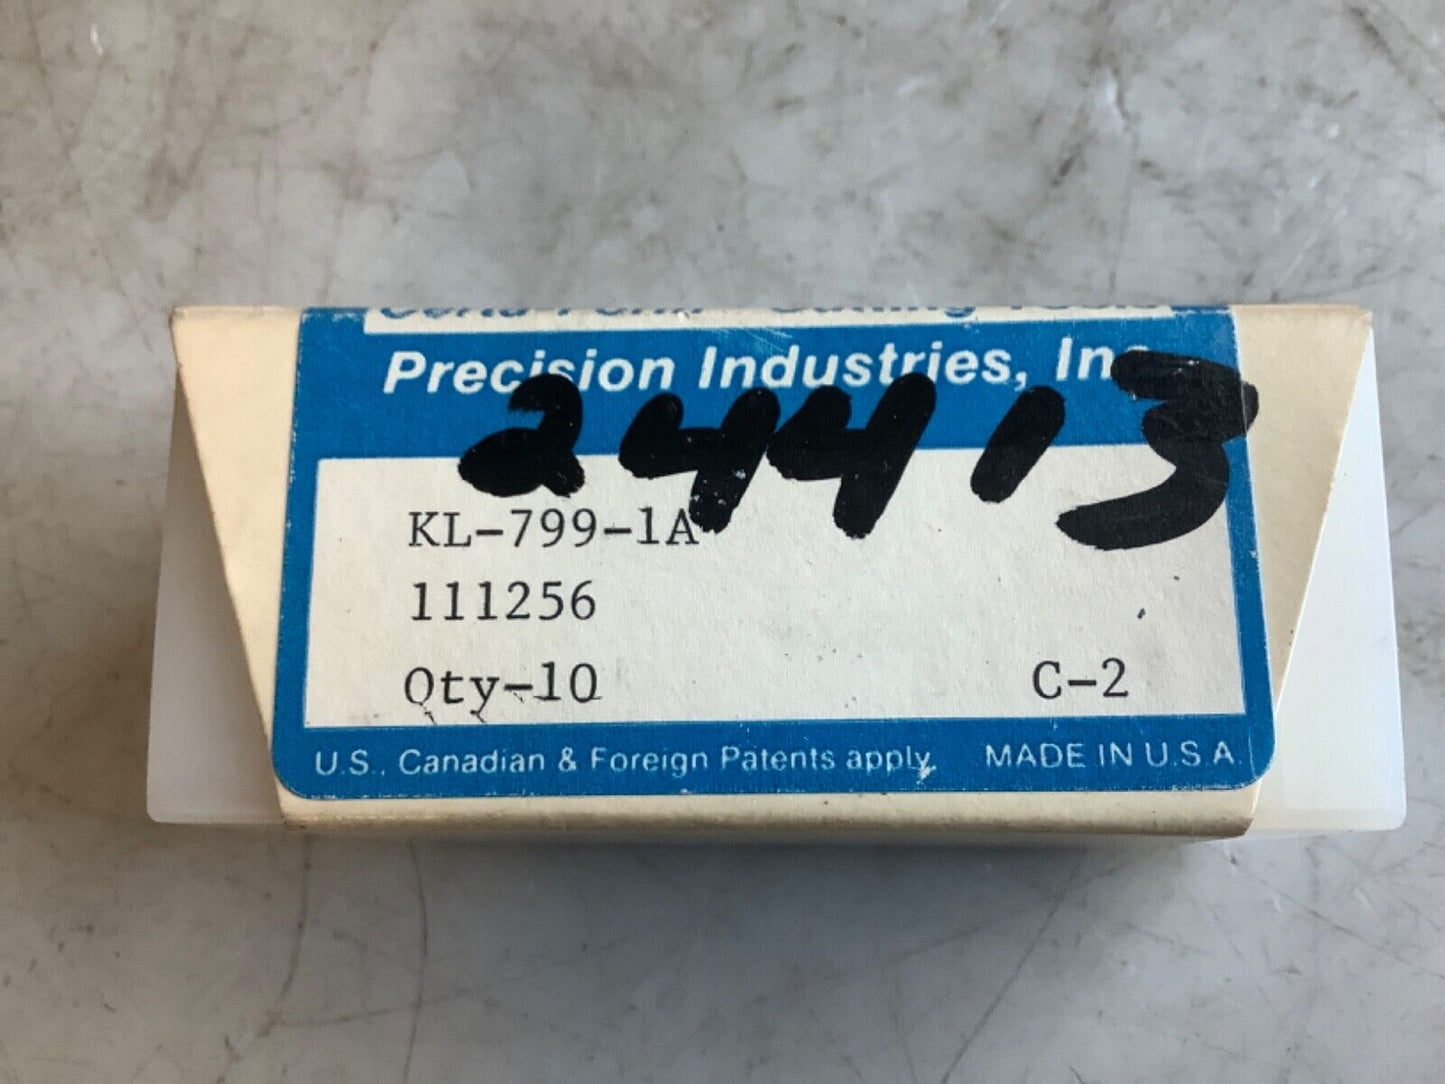 Precision Industries, Inc.
24413
KL-799-1A
111256
Qty-10 C-2
U.S., Canadian & Foreign Patents apply. MADE IN U.S.A.